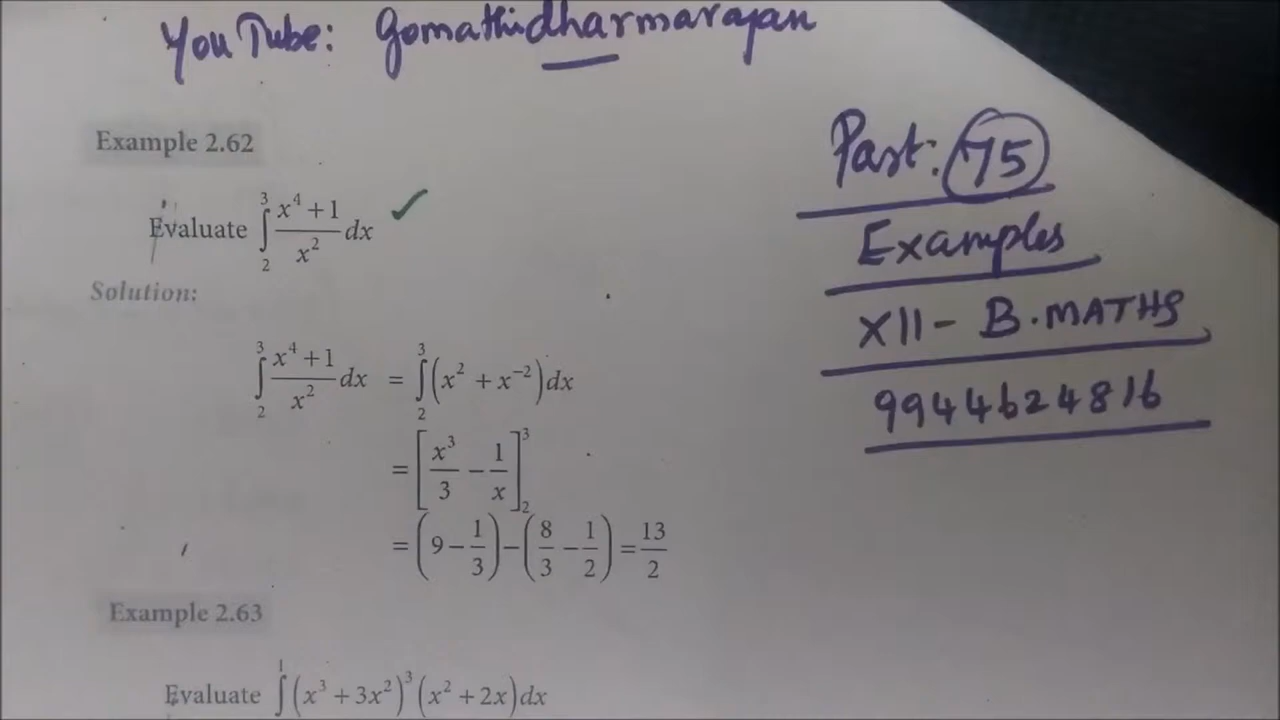 YouTube: Gomathidharmarajan
Part: 75
Examples
XII - B.MATHS
9944624816
Example 2.62
Evaluate ∫₂³ (x⁴+1)/x² dx ✓
Solution:
∫₂³ (x⁴+1)/x² dx = ∫₂³ (x² + x⁻²) dx
= [x³/3 − 1/x]₂³
= (9 − 1/3) − (8/3 − 1/2) = 13/2
Example 2.63
Evaluate ∫¹ (x³ + 3x²)³ (x² + 2x) dx